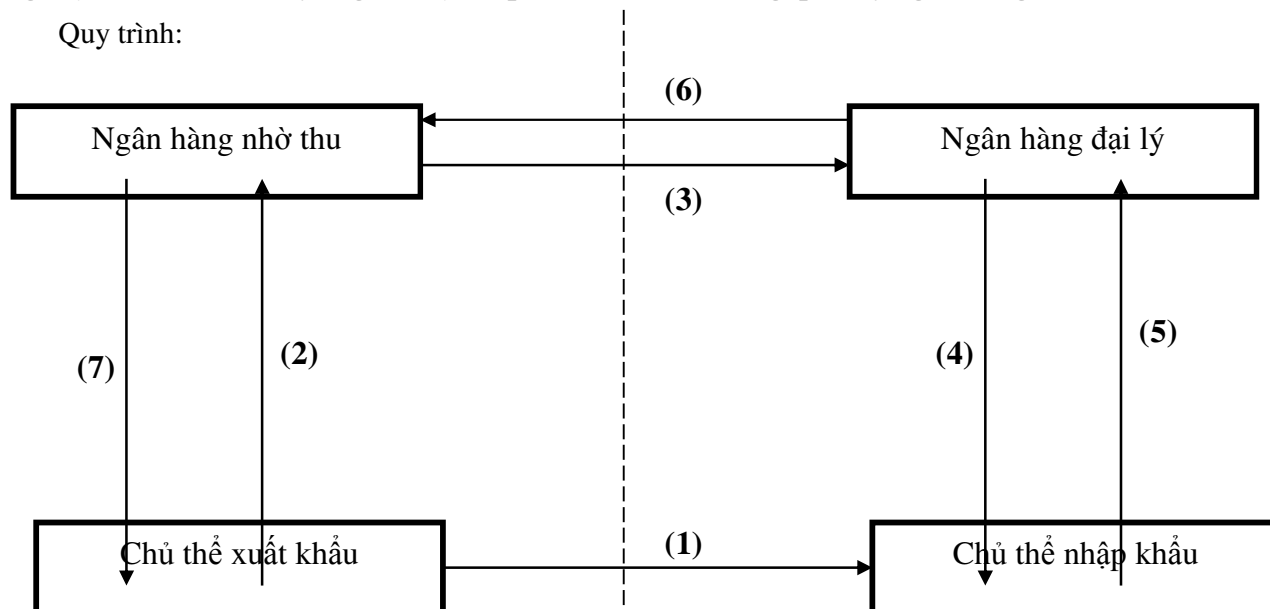 Quy trình:
(6)
Ngân hàng nhờ thu
Ngân hàng đại lý
(3)
(7)
(2)
(4)
(5)
Chủ thể xuất khẩu
(1)
Chủ thể nhập khẩu